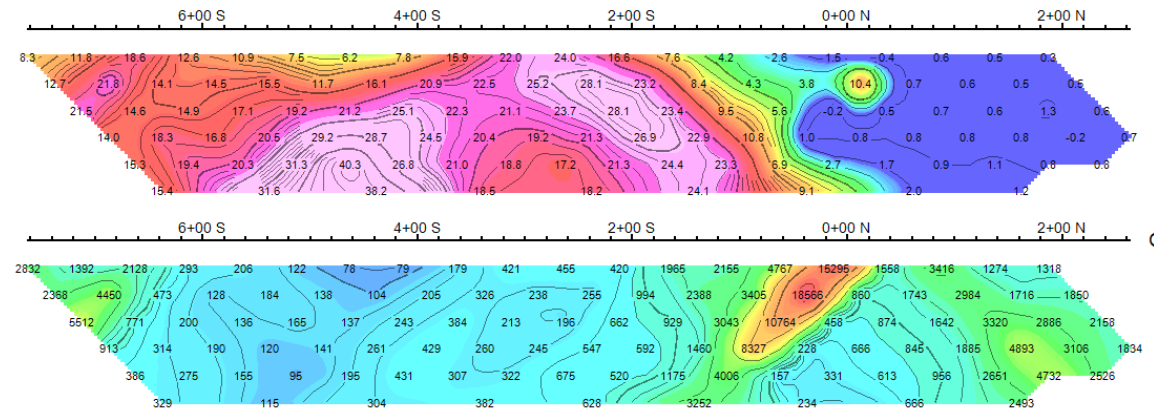 6+00 S 4+00 S 2+00 S 0+00 N 2+00 N
8.3 11.8 18.6 12.6 10.9 7.5 6.2 7.8 15.9 22.0 24.0 16.6 7.6 4.2 2.6 1.5 0.4 0.6 0.5 0.3
12.7 21.8 14.1 14.5 15.5 11.7 16.1 20.9 22.5 25.2 28.1 23.2 8.4 4.3 3.8 10.4 0.7 0.6 0.5 0.5
21.5 14.6 14.9 17.1 19.2 21.2 25.1 22.3 21.1 23.7 28.1 23.4 9.5 5.6 -0.2 0.5 0.7 0.6 1.3 0.6
14.0 18.3 16.8 20.5 29.2 28.7 24.5 20.4 19.2 21.3 26.9 22.9 10.8 1.0 0.8 0.8 0.8 0.8 -0.2 0.7
15.3 19.4 20.3 31.3 40.3 26.8 21.0 18.8 17.2 21.3 24.4 23.3 6.9 2.7 1.7 0.9 1.1 0.8 0.8
15.4 31.6 38.2 18.5 18.2 24.1 9.1 2.0 1.2
6+00 S 4+00 S 2+00 S 0+00 N 2+00 N
2832 1392 2128 293 206 122 78 79 179 421 455 420 1965 2155 4767 15295 1558 3416 1274 1318
2368 4450 473 128 184 138 104 205 326 238 255 994 2388 3405 18566 860 1743 2984 1716 1850
5512 771 200 136 165 137 243 384 213 196 662 929 3043 10764 458 874 1642 3320 2886 2158
913 314 190 120 141 261 429 260 245 547 592 1460 8327 228 666 845 1885 4893 3106 1834
386 275 155 95 195 431 307 322 675 520 1175 4006 157 331 613 956 2651 4732 2526
329 115 304 382 628 3252 234 666 2493